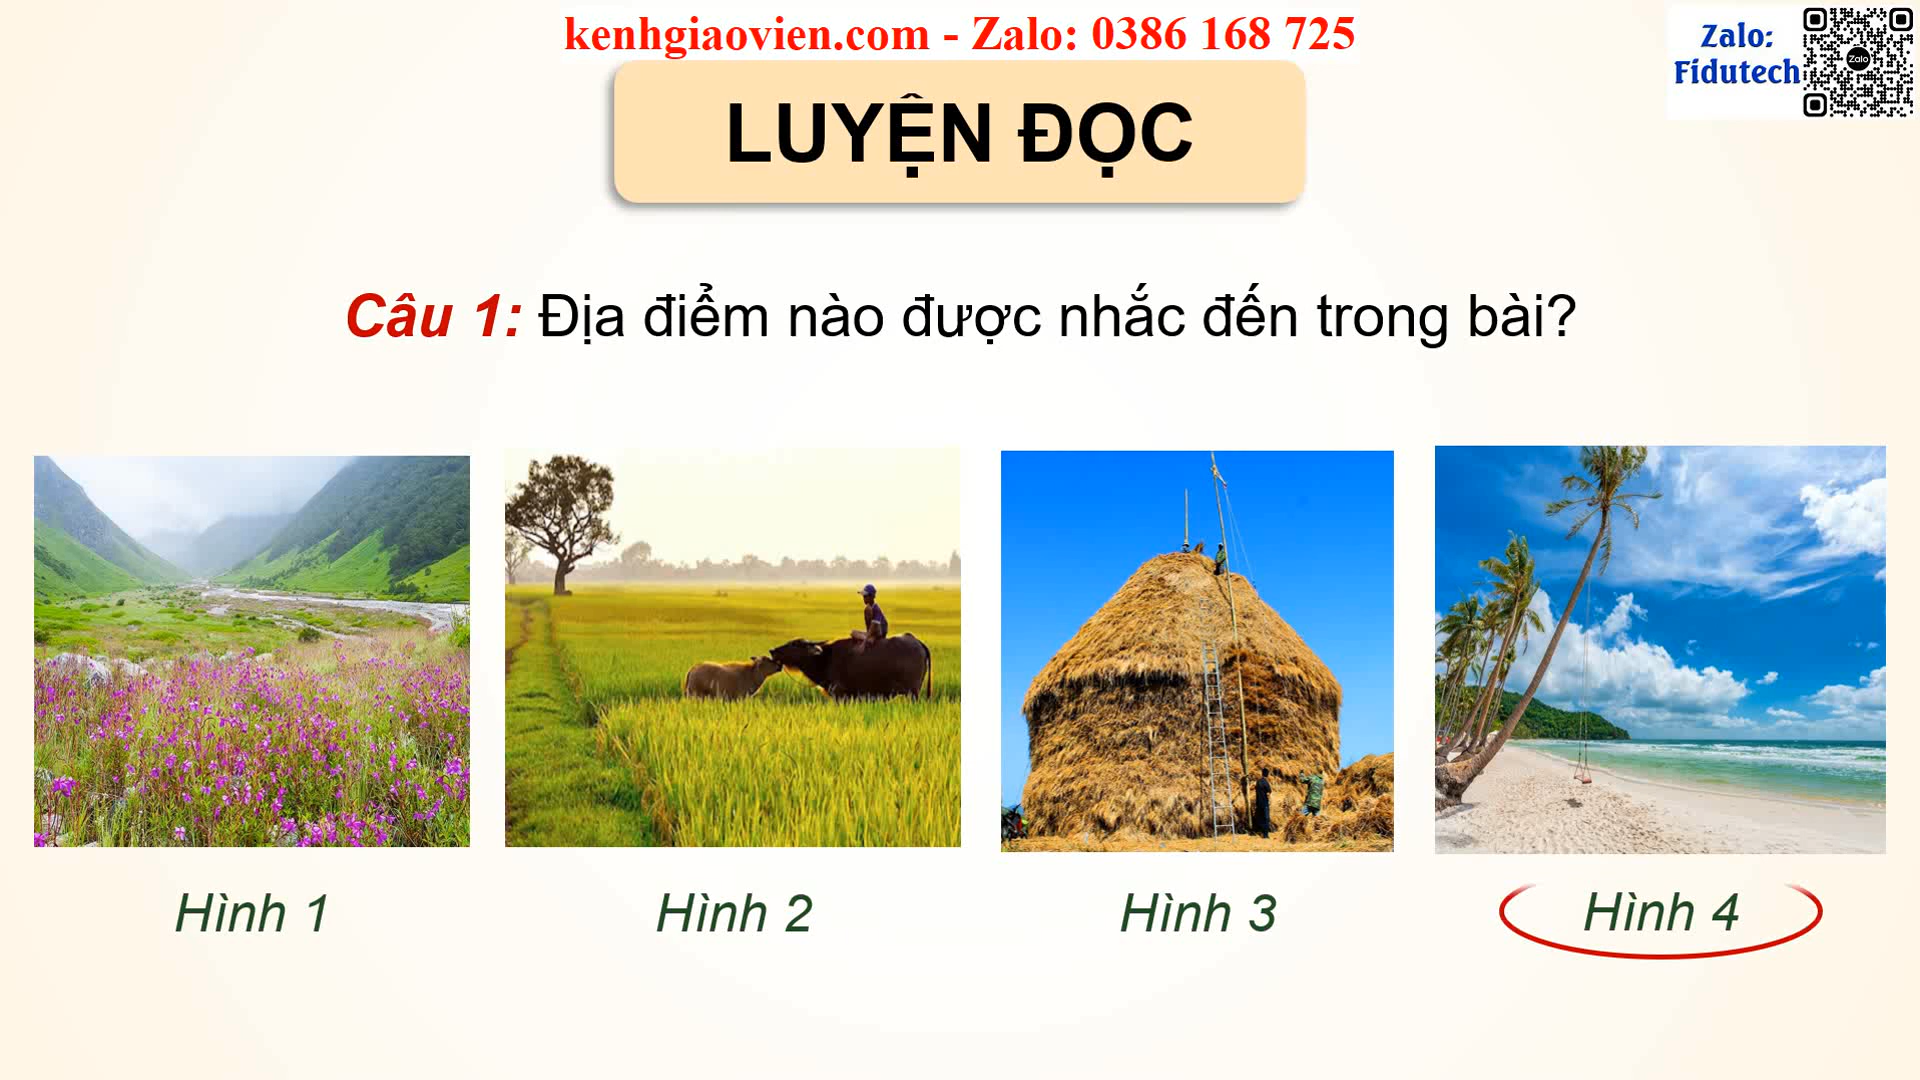 kenhgiaovien.com - Zalo: 0386 168 725
Zalo:
Fidutech
Zalo
LUYỆN ĐỌC
Câu 1: Địa điểm nào được nhắc đến trong bài?
Hình 1
Hình 2
Hình 3
Hình 4